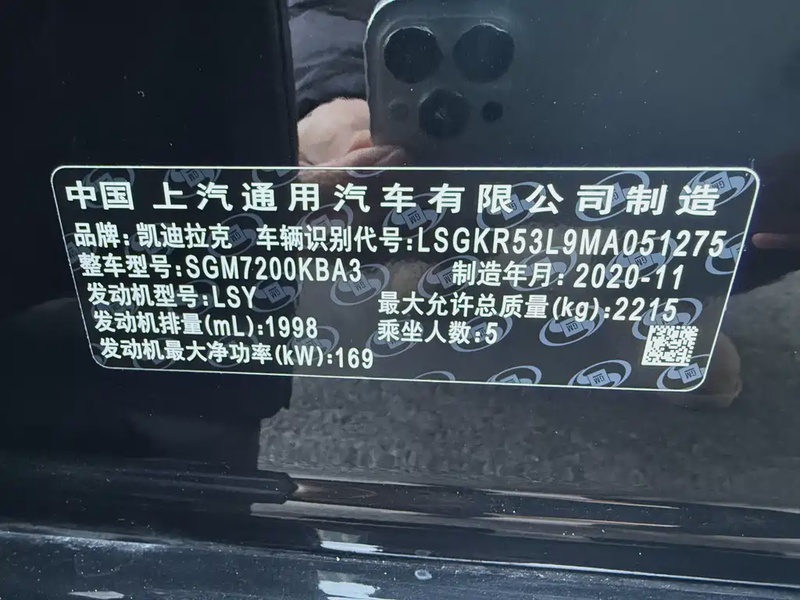 中国 上汽通用汽车有限公司制造
品牌:凯迪拉克 车辆识别代号:LSGKR53L9MA051275
整车型号:SGM7200KBA3 制造年月:2020-11
发动机型号:LSY 最大允许总质量(kg):2215
发动机排量(mL):1998 乘坐人数:5
发动机最大净功率(kW):169